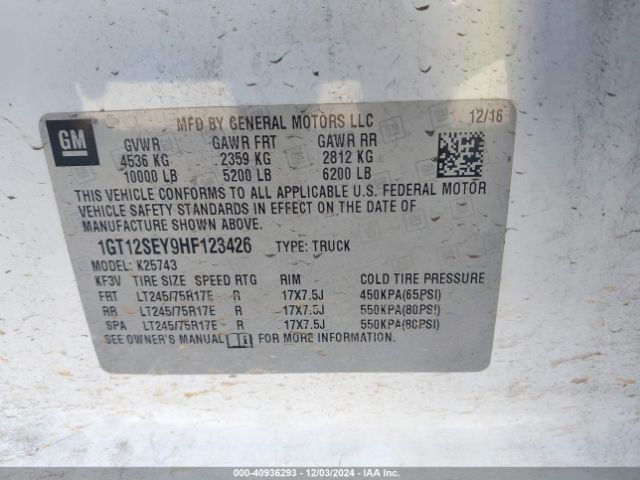 GM
MFD BY GENERAL MOTORS LLC
12/16
GVWR GAWR FRT GAWR RR
4536 KG 2359 KG 2812 KG
10000 LB 5200 LB 6200 LB
THIS VEHICLE CONFORMS TO ALL APPLICABLE U.S. FEDERAL MOTOR
VEHICLE SAFETY STANDARDS IN EFFECT ON THE DATE OF
MANUFACTURE SHOWN ABOVE.
1GT12SEY9HF123426 TYPE: TRUCK
MODEL: K25743
KF3V TIRE SIZE SPEED RTG RIM COLD TIRE PRESSURE
FRT LT245/75R17E R 17X7.5J 450KPA(65PSI)
RR LT245/75R17E R 17X7.5J 550KPA(80PSI)
SPA LT245/75R17E R 17X7.5J 550KPA(80PSI)
SEE OWNER'S MANUAL FOR MORE INFORMATION.
000-40936293 - 12/03/2024 - IAA Inc.